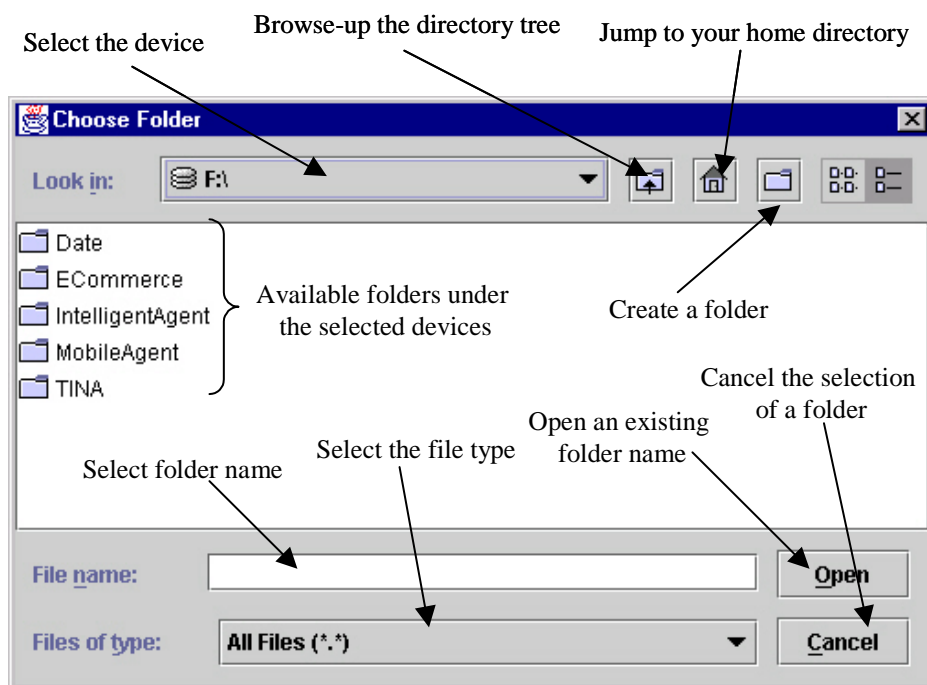 Select the device
Browse-up the directory tree
Jump to your home directory
Choose Folder
Look in:
F:\
Date
ECommerce
IntelligentAgent
MobileAgent
TINA
Available folders under
the selected devices
Create a folder
Cancel the selection
of a folder
Open an existing
folder name
Select the file type
Select folder name
File name:
Open
Files of type:
All Files (*.*)
Cancel